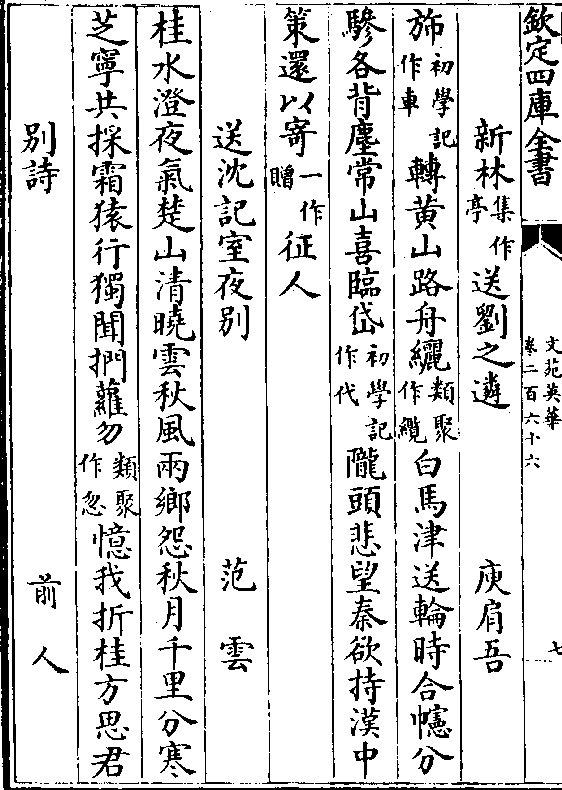 欽定四庫全書
文苑英華
卷二百六十六
七
新林集作亭送劉之遴 庾肩吾
斾初學記作車轉黄山路舟纚類聚作纜白馬津送輪時合幰分
驂各背塵常山喜臨岱初學記作代隴頭悲望秦欲持漢中
策還以寄一作贈征人
送沈記室夜别 范雲
桂水澄夜氣楚山清曉雲秋風兩鄉怨秋月千里分寒
芝寧共採霜猿行獨聞捫蘿勿類聚作忽憶我折桂方思君
别詩 前人